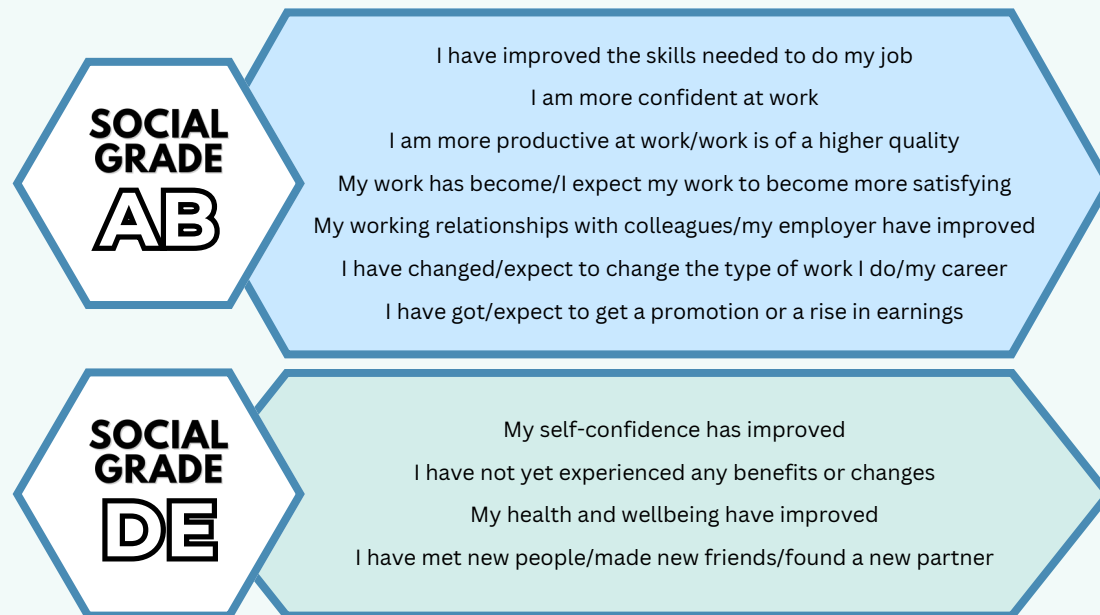 SOCIAL
GRADE
AB
I have improved the skills needed to do my job
I am more confident at work
I am more productive at work/work is of a higher quality
My work has become/I expect my work to become more satisfying
My working relationships with colleagues/my employer have improved
I have changed/expect to change the type of work I do/my career
I have got/expect to get a promotion or a rise in earnings
SOCIAL
GRADE
DE
My self-confidence has improved
I have not yet experienced any benefits or changes
My health and wellbeing have improved
I have met new people/made new friends/found a new partner